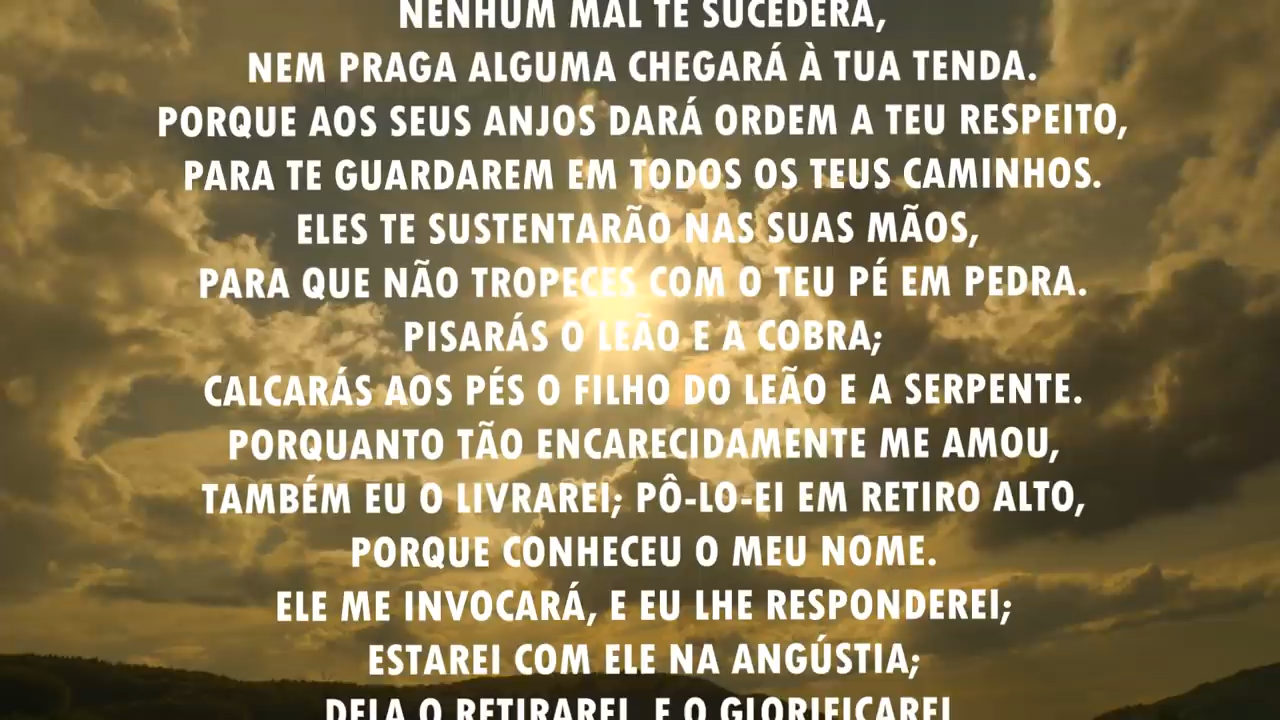 NENHUM MAL TE SUCEDERÁ,
NEM PRAGA ALGUMA CHEGARÁ À TUA TENDA.
PORQUE AOS SEUS ANJOS DARÁ ORDEM A TEU RESPEITO,
PARA TE GUARDAREM EM TODOS OS TEUS CAMINHOS.
ELES TE SUSTENTARÃO NAS SUAS MÃOS,
PARA QUE NÃO TROPECES COM O TEU PÉ EM PEDRA.
PISARÁS O LEÃO E A COBRA;
CALCARÁS AOS PÉS O FILHO DO LEÃO E A SERPENTE.
PORQUANTO TÃO ENCARECIDAMENTE ME AMOU,
TAMBÉM EU O LIVRAREI; PÔ-LO-EI EM RETIRO ALTO,
PORQUE CONHECEU O MEU NOME.
ELE ME INVOCARÁ, E EU LHE RESPONDEREI;
ESTAREI COM ELE NA ANGÚSTIA;
DELA O RETIRAREI, E O GLORIFICAREI